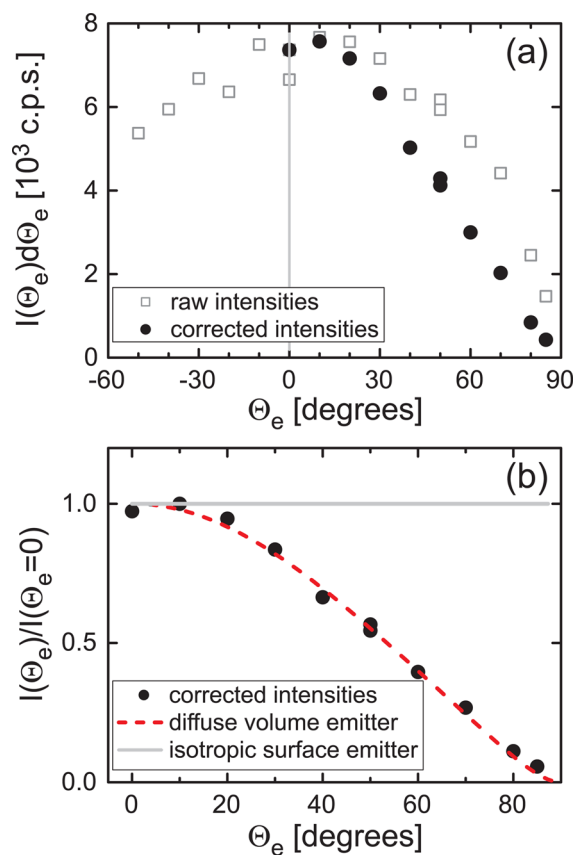 (a)
I(Θe)dΘe [10³ c.p.s.]
8
6
4
2
0
raw intensities
corrected intensities
-60 -30 0 30 60 90
Θe [degrees]
(b)
I(Θe)/I(Θe=0)
1.0
0.5
0.0
corrected intensities
diffuse volume emitter
isotropic surface emitter
0 20 40 60 80
Θe [degrees]